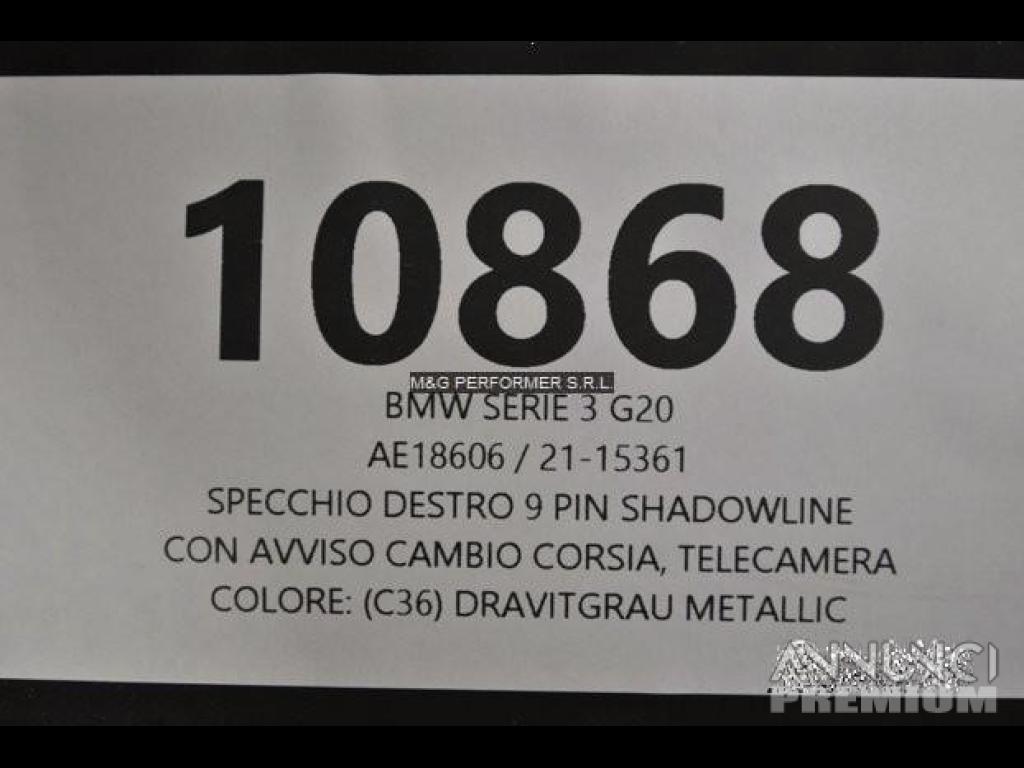 10868
M&G PERFORMER S.R.L.
BMW SERIE 3 G20
AE18606 / 21-15361
SPECCHIO DESTRO 9 PIN SHADOWLINE
CON AVVISO CAMBIO CORSIA, TELECAMERA
COLORE: (C36) DRAVITGRAU METALLIC
ANNUNCI
PREMIUM